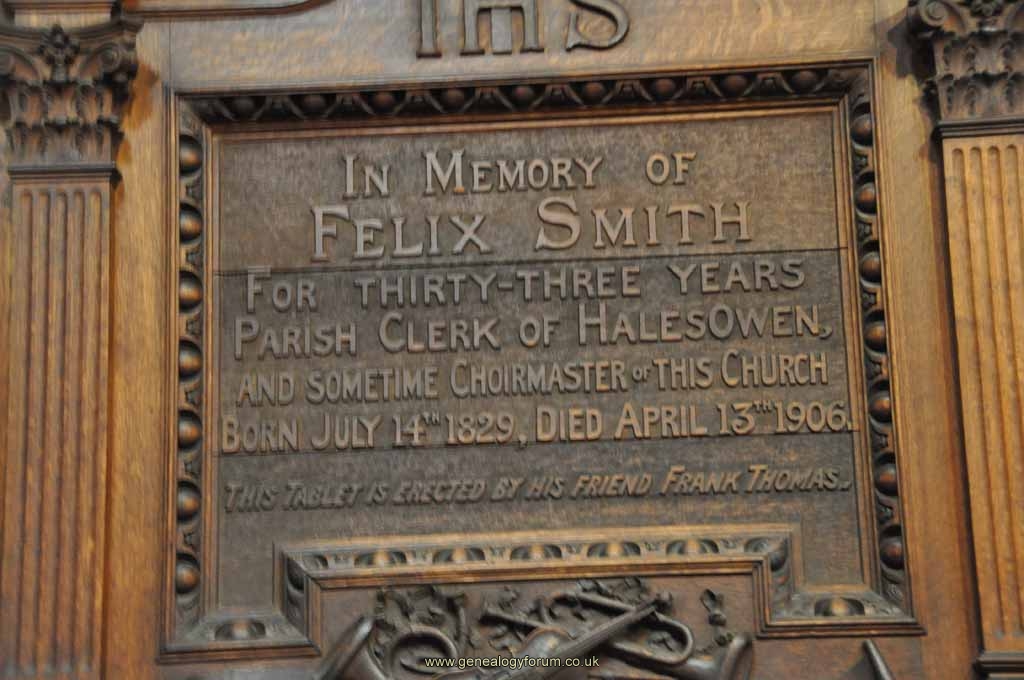 IHS
IN MEMORY OF
FELIX SMITH
FOR THIRTY-THREE YEARS
PARISH CLERK OF HALESOWEN,
AND SOMETIME CHOIRMASTER OF THIS CHURCH
BORN JULY 14TH 1829, DIED APRIL 13TH 1906.
THIS TABLET IS ERECTED BY HIS FRIEND FRANK THOMAS.
www.genealogyforum.co.uk